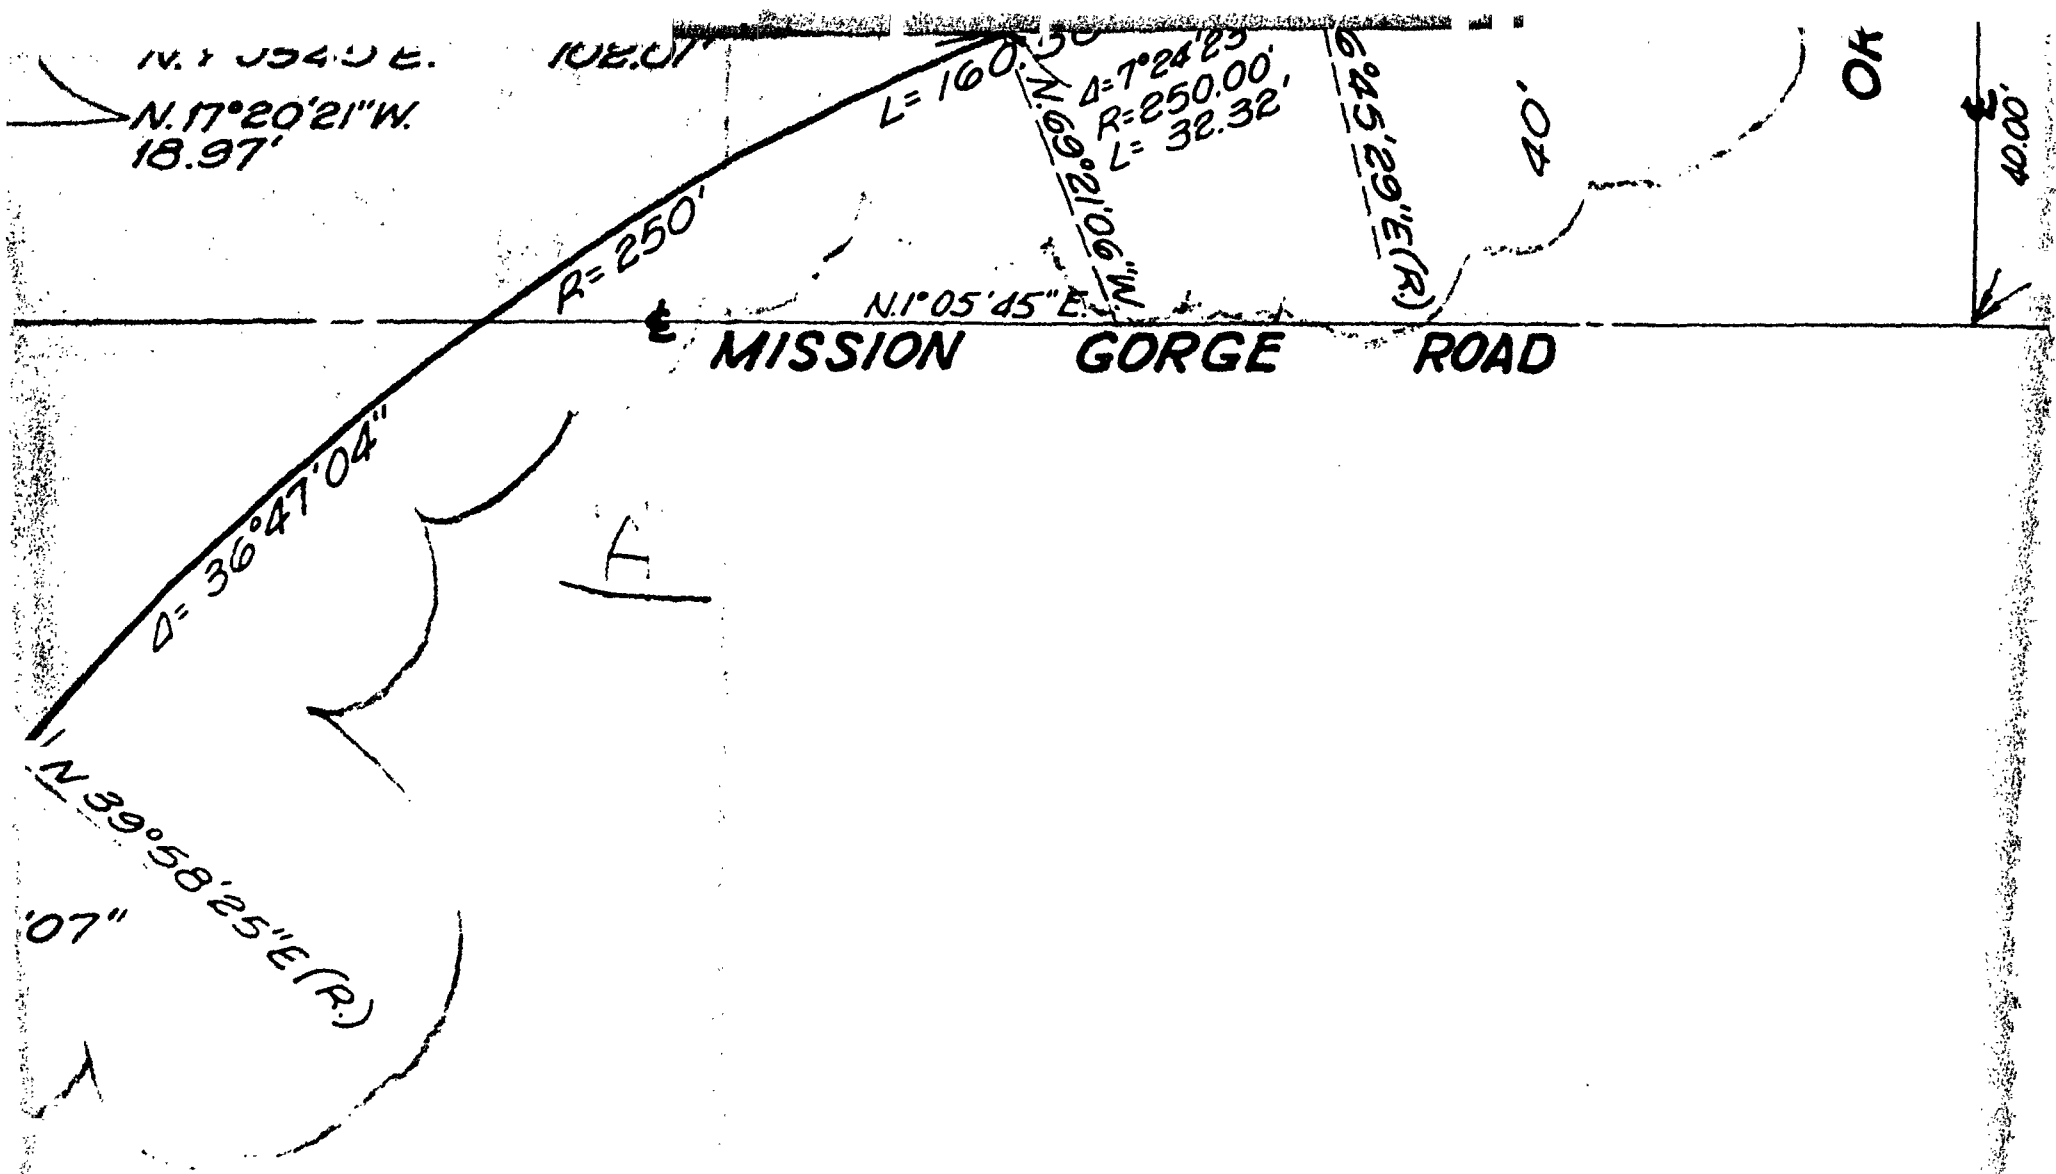 N.17°20'21"W.
18.97'
L= 160.
Δ=7°24'23"
R=250.00'
L= 32.32'
N.69°21'06"W.
6°45'29"E(R.)
40'
℄
40.00'
R= 250'
N.1°05'45"E.
℄ MISSION GORGE ROAD
Δ= 36°47'04"
N 39°58'25"E(R.)
'07"